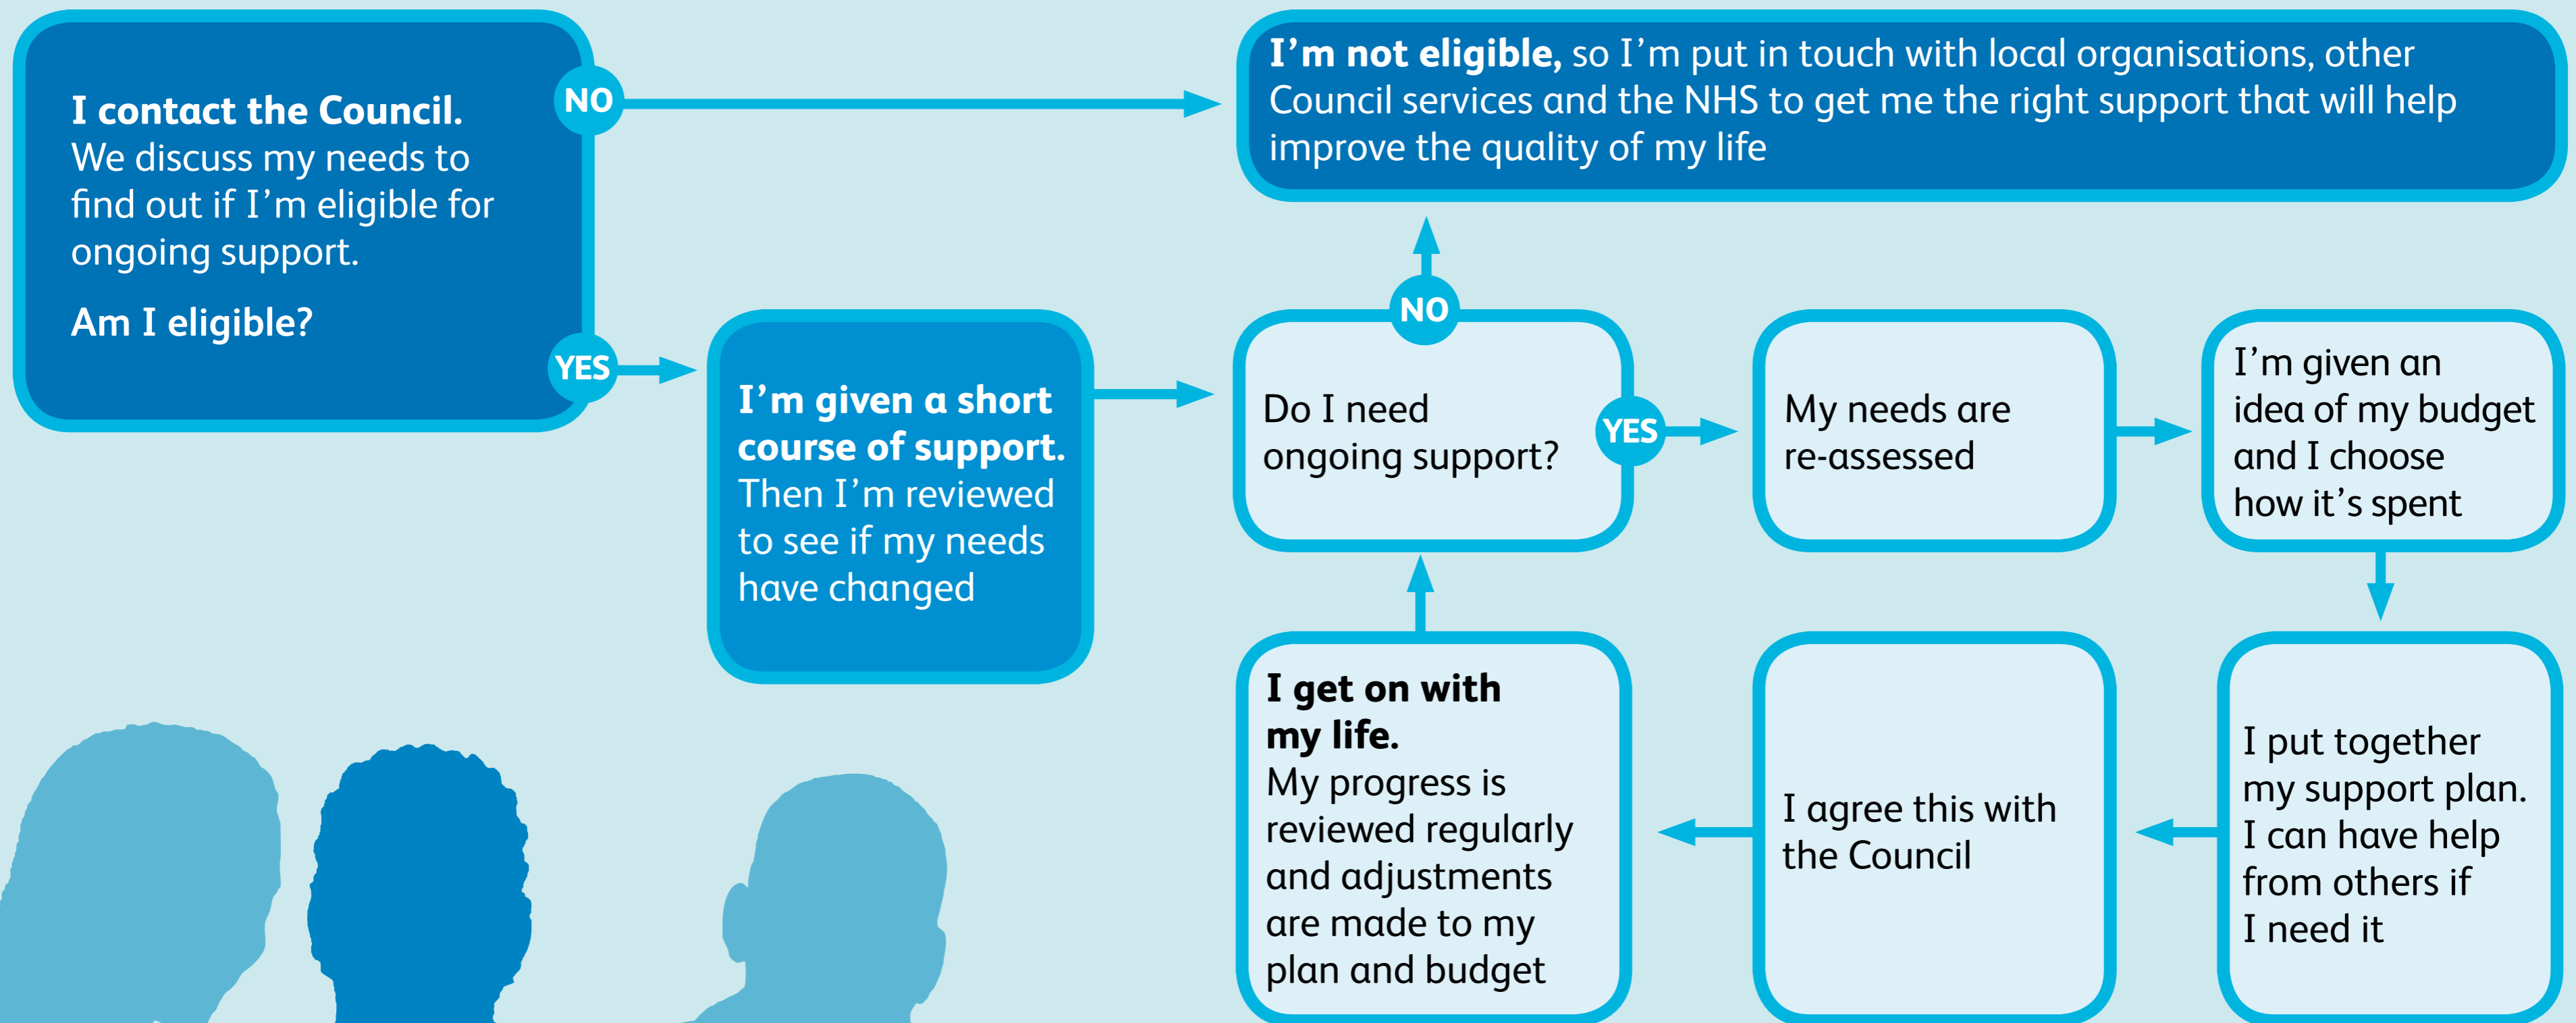 I contact the Council.
We discuss my needs to
find out if I'm eligible for
ongoing support.
Am I eligible?
NO
YES
I'm not eligible, so I'm put in touch with local organisations, other
Council services and the NHS to get me the right support that will help
improve the quality of my life
I'm given a short
course of support.
Then I'm reviewed
to see if my needs
have changed
NO
Do I need
ongoing support?
YES
My needs are
re-assessed
I'm given an
idea of my budget
and I choose
how it's spent
I put together
my support plan.
I can have help
from others if
I need it
I agree this with
the Council
I get on with
my life.
My progress is
reviewed regularly
and adjustments
are made to my
plan and budget